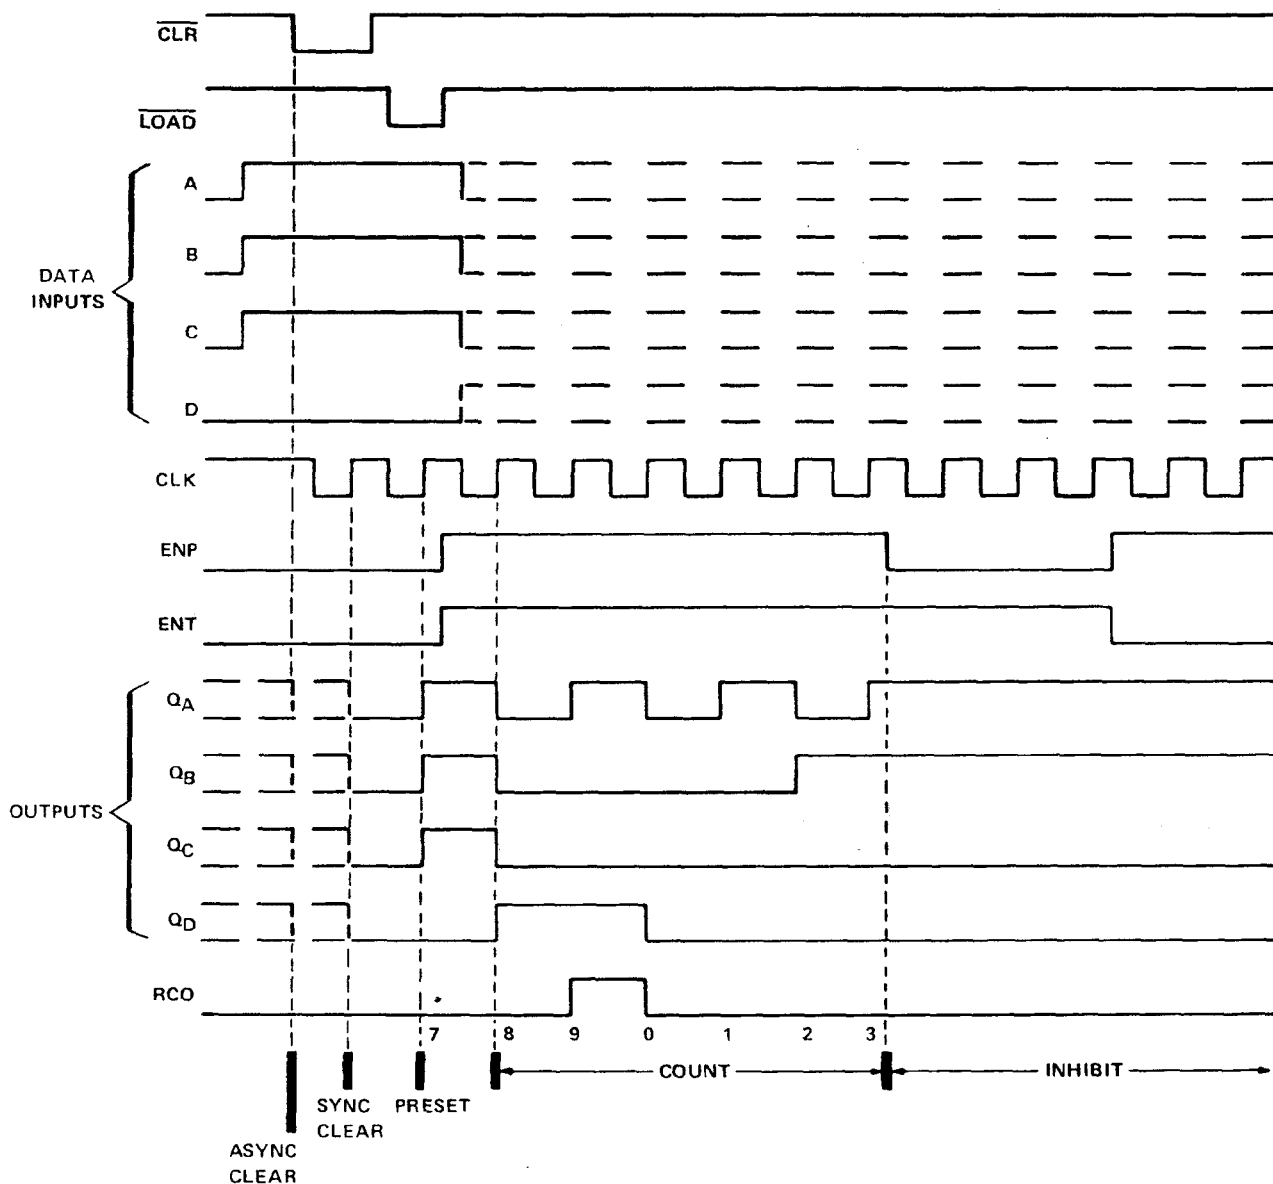 CLR
LOAD
A
B
DATA
INPUTS
C
D
CLK
ENP
ENT
QA
QB
OUTPUTS
QC
QD
RCO
7 8 9 0 1 2 3
COUNT INHIBIT
SYNC
CLEAR
PRESET
ASYNC
CLEAR